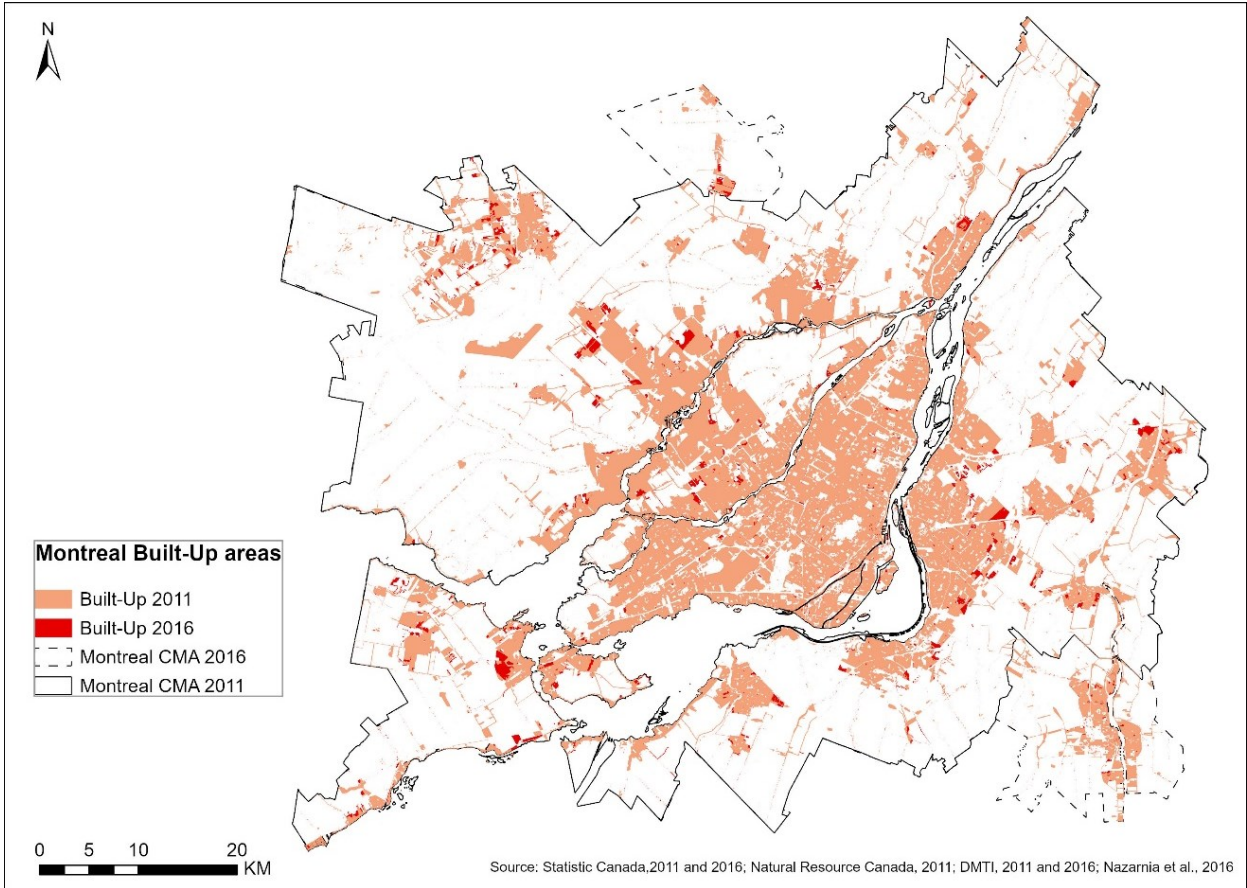 N
Montreal Built-Up areas
Built-Up 2011
Built-Up 2016
Montreal CMA 2016
Montreal CMA 2011
0 5 10 20
KM
Source: Statistic Canada,2011 and 2016; Natural Resource Canada, 2011; DMTI, 2011 and 2016; Nazarnia et al., 2016